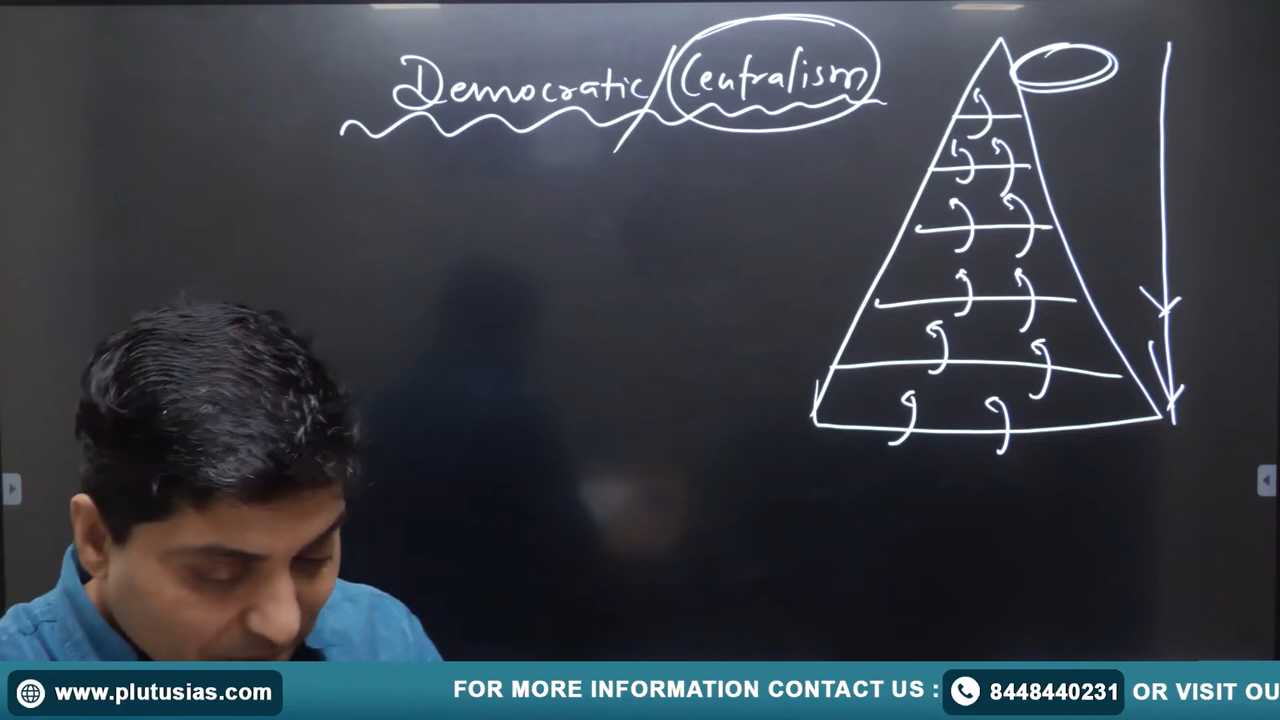 Democratic/Centralism
www.plutusias.com
FOR MORE INFORMATION CONTACT US :
8448440231
OR VISIT OU